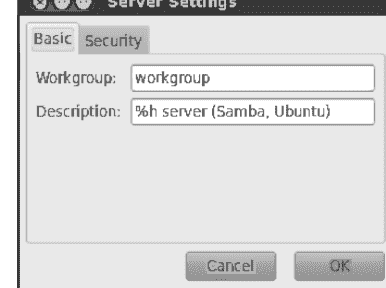 Server Settings
Basic Security
Workgroup: workgroup
Description: %h server (Samba, Ubuntu)
Cancel OK